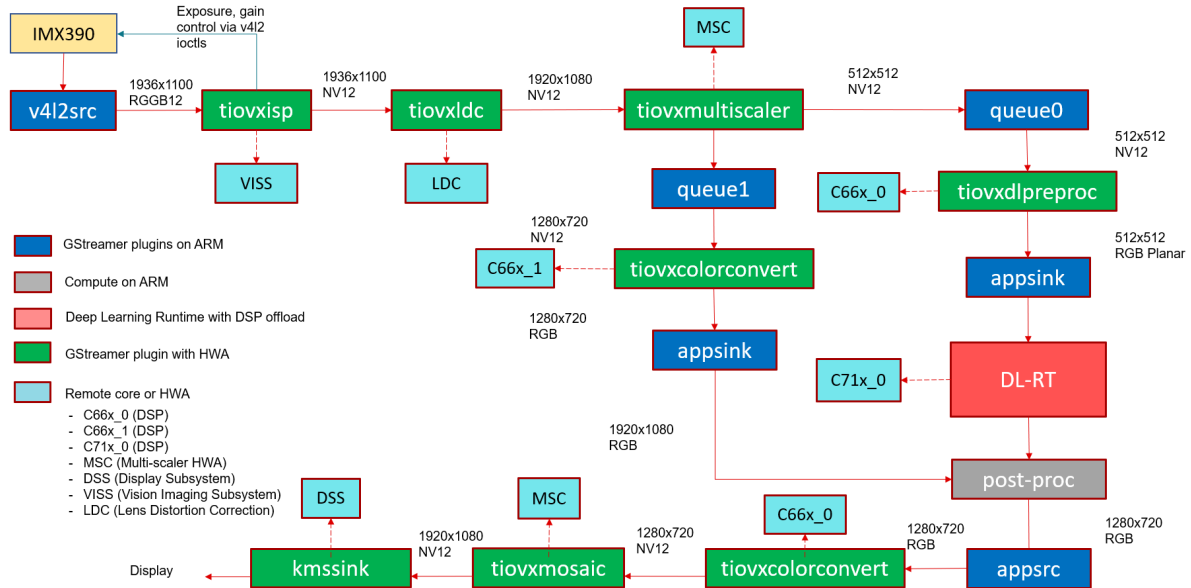 Exposure, gain
control via v4l2
ioctls
IMX390
MSC
1936x1100
RGGB12
1936x1100
NV12
1920x1080
NV12
512x512
NV12
v4l2src
tiovxisp
tiovxldc
tiovxmultiscaler
queue0
512x512
NV12
VISS
LDC
queue1
C66x_0
tiovxdlpreproc
1280x720
NV12
512x512
RGB Planar
GStreamer plugins on ARM
C66x_1
tiovxcolorconvert
appsink
Compute on ARM
1280x720
RGB
Deep Learning Runtime with DSP offload
appsink
GStreamer plugin with HWA
C71x_0
DL-RT
Remote core or HWA
- C66x_0 (DSP)
- C66x_1 (DSP)
- C71x_0 (DSP)
- MSC (Multi-scaler HWA)
- DSS (Display Subsystem)
- VISS (Vision Imaging Subsystem)
- LDC (Lens Distortion Correction)
1920x1080
RGB
post-proc
DSS
MSC
C66x_0
1920x1080
NV12
1280x720
NV12
1280x720
RGB
1280x720
RGB
Display
kmssink
tiovxmosaic
tiovxcolorconvert
appsrc